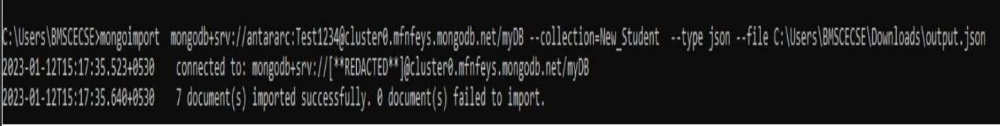 C:\Users\BMSCECSE>mongoimport mongodb+srv://antararc:Test1234@cluster0.mfnfeys.mongodb.net/myDB --collection=New_Student --type json --file C:\Users\BMSCECSE\Downloads\output.json
2023-01-12T15:17:35.523+0530 connected to: mongodb+srv://[**REDACTED**]@cluster0.mfnfeys.mongodb.net/myDB
2023-01-12T15:17:35.640+0530 7 document(s) imported successfully. 0 document(s) failed to import.